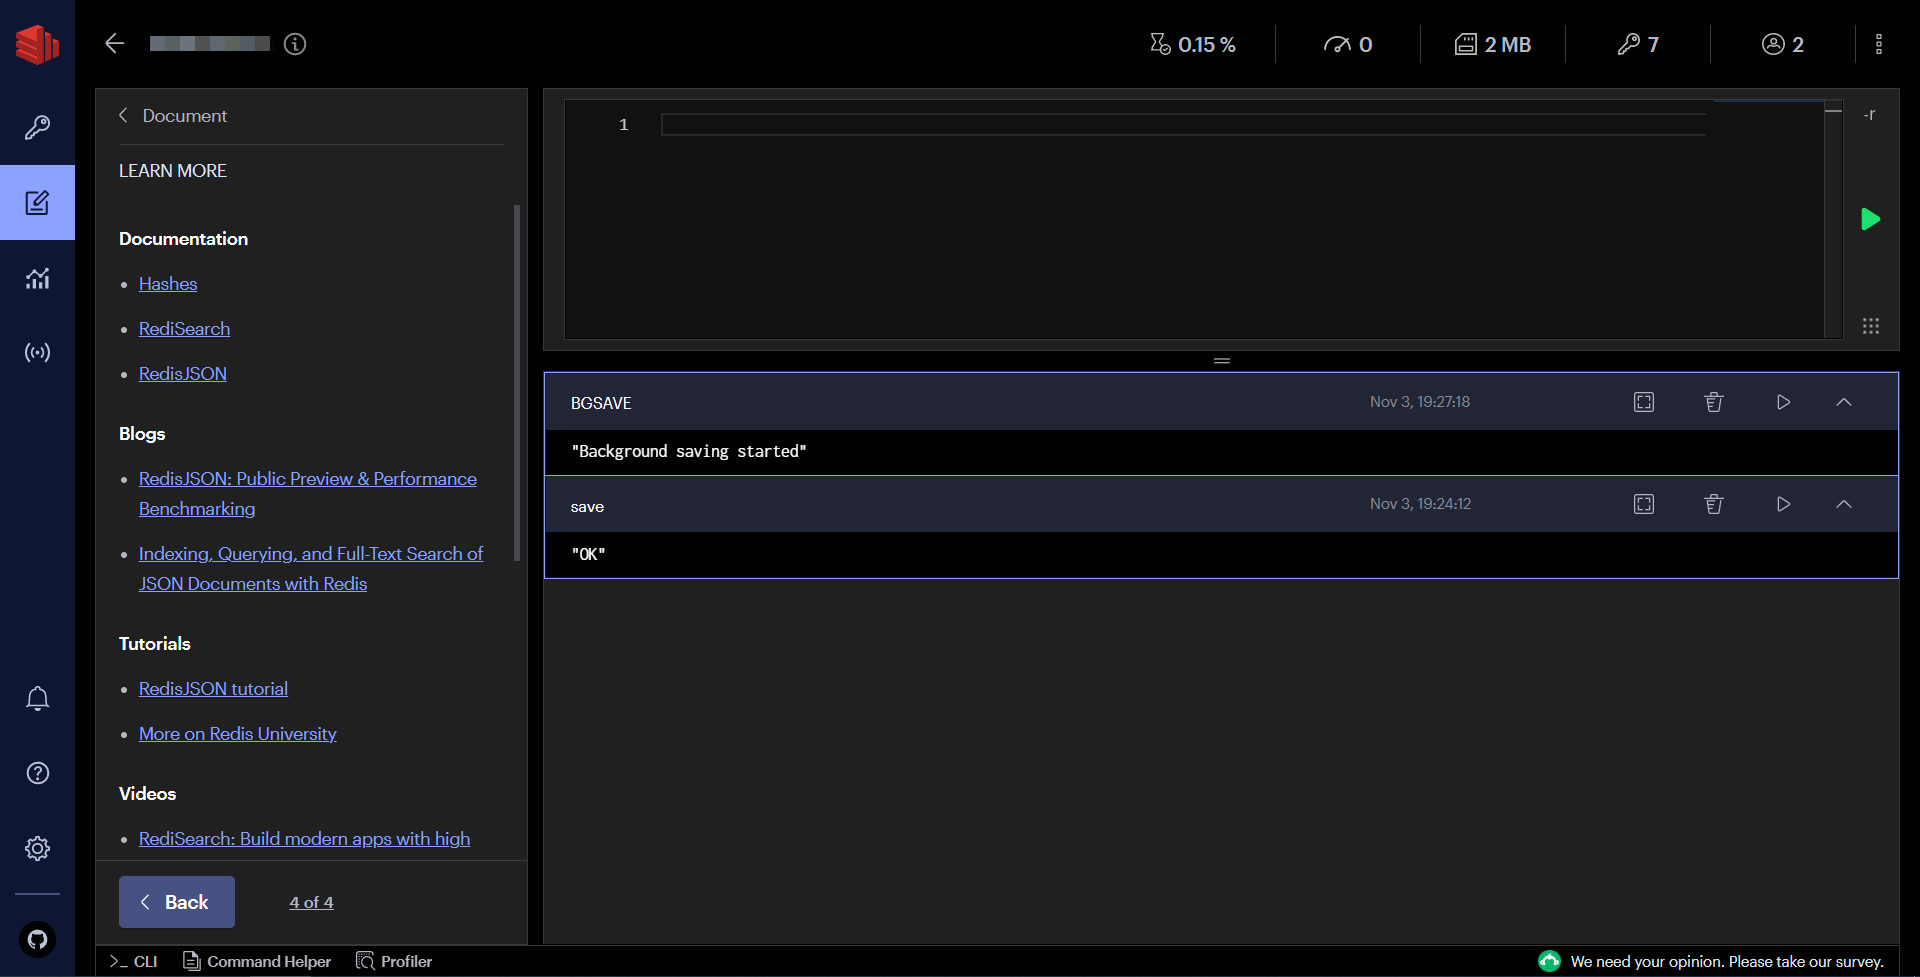 0.15 %
0
2 MB
7
2
Document
LEARN MORE
Documentation
Hashes
RediSearch
RedisJSON
Blogs
RedisJSON: Public Preview & Performance
Benchmarking
Indexing, Querying, and Full-Text Search of
JSON Documents with Redis
Tutorials
RedisJSON tutorial
More on Redis University
Videos
RediSearch: Build modern apps with high
Back
4 of 4
1
-r
BGSAVE
Nov 3, 19:27:18
"Background saving started"
save
Nov 3, 19:24:12
"OK"
>_ CLI
Command Helper
Profiler
We need your opinion. Please take our survey.